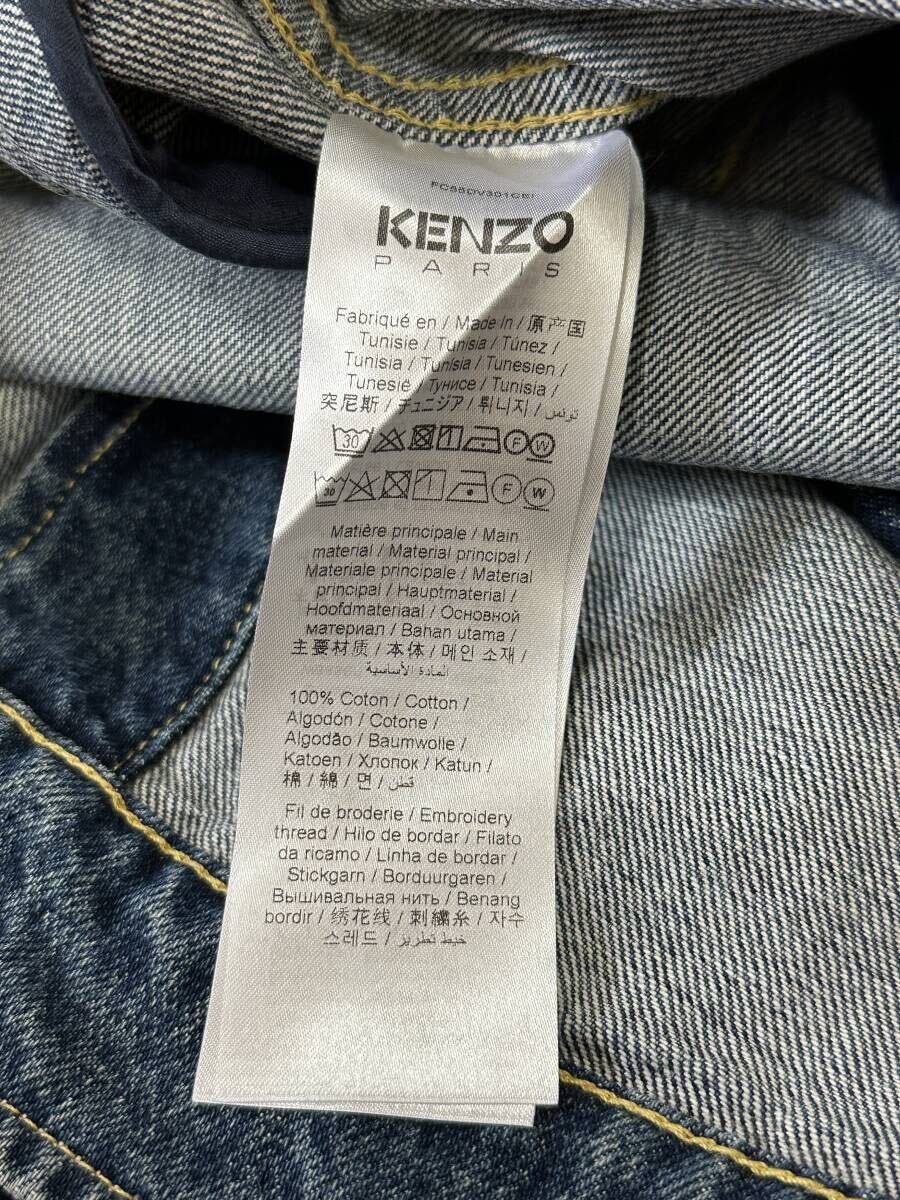 KENZO
PARIS
Fabriqué en / Made in / 原产国
Tunisie / Tunisia / Túnez /
Tunisia / Tunísia / Tunesien /
Tunesië / Тунисе / Tunisia /
突尼斯 / チュニジア / 튀니지 / تونس
30 F W
30 F W
Matière principale / Main
material / Material principal /
Materiale principale / Material
principal / Hauptmaterial /
Hoofdmateriaal / Основной
материал / Bahan utama /
主要材质 / 本体 / 메인 소재 /
المادة الأساسية
100% Coton / Cotton /
Algodón / Cotone /
Algodão / Baumwolle /
Katoen / Хлопок / Katun /
棉 / 綿 / 면 / قطن
Fil de broderie / Embroidery
thread / Hilo de bordar / Filato
da ricamo / Linha de bordar /
Stickgarn / Borduurgaren /
Вышивальная нить / Benang
bordir / 绣花线 / 刺繍糸 / 자수
스레드 / خيط تطريز